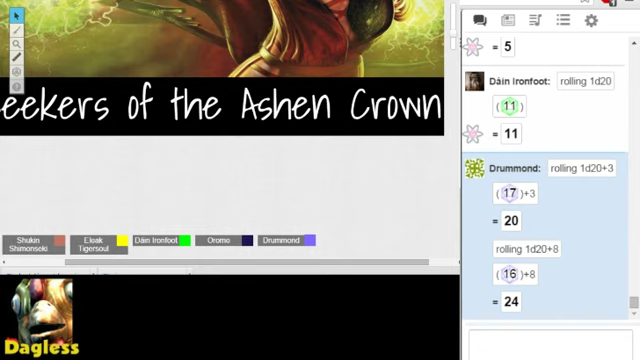 eekers of the Ashen Crown
= 5
Dáin Ironfoot: rolling 1d20
( 11 )
= 11
Drummond: rolling 1d20+3
( 17 )+3
= 20
rolling 1d20+8
( 16 )+8
= 24
Shukin Shimonseki
Eloak Tigersoul
Dáin Ironfoot
Oromo
Drummond
Dagless